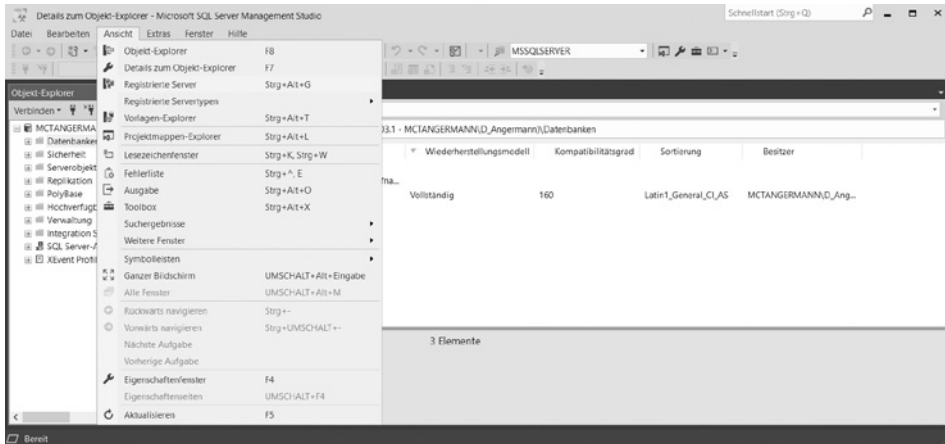 Details zum Objekt-Explorer - Microsoft SQL Server Management Studio
Schnellstart (Strg+Q)
Datei Bearbeiten Ansicht Extras Fenster Hilfe
MSSQLSERVER
Objekt-Explorer
Verbinden
MCTANGERMA
Datenbanken
Sicherheit
Serverobjekt
Replikation
PolyBase
Hochverfügb
Verwaltung
Integration S
SQL Server-A
XEvent Profil
Objekt-Explorer F8
Details zum Objekt-Explorer F7
Registrierte Server Strg+Alt+G
Registrierte Servertypen
Vorlagen-Explorer Strg+Alt+T
Projektmappen-Explorer Strg+Alt+L
Lesezeichenfenster Strg+K, Strg+W
Fehlerliste Strg+^, E
Ausgabe Strg+Alt+O
Toolbox Strg+Alt+X
Suchergebnisse
Weitere Fenster
Symbolleisten
Ganzer Bildschirm UMSCHALT+Alt+Eingabe
Alle Fenster UMSCHALT+Alt+M
Rückwärts navigieren Strg+-
Vorwärts navigieren Strg+UMSCHALT+-
Nächste Aufgabe
Vorherige Aufgabe
Eigenschaftenfenster F4
Eigenschaftenseiten UMSCHALT+F4
Aktualisieren F5
03.1 - MCTANGERMANN\D_Angermann)\Datenbanken
Wiederherstellungsmodell Kompatibilitätsgrad Sortierung Besitzer
fna...
Vollständig 160 Latin1_General_CI_AS MCTANGERMANN\D_Ang...
3 Elemente
Bereit